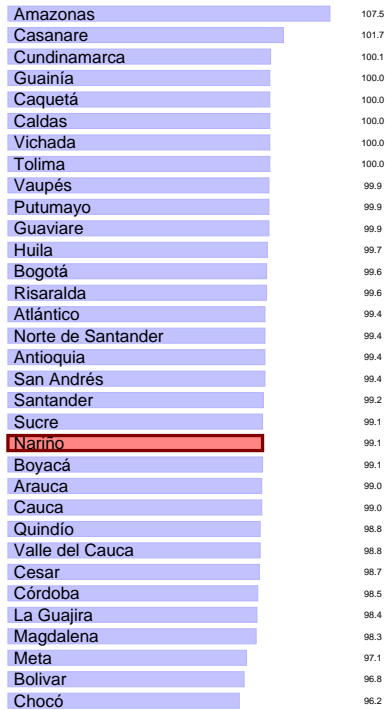 Amazonas 107.5
Casanare 101.7
Cundinamarca 100.1
Guainía 100.0
Caquetá 100.0
Caldas 100.0
Vichada 100.0
Tolima 100.0
Vaupés 99.9
Putumayo 99.9
Guaviare 99.9
Huila 99.7
Bogotá 99.6
Risaralda 99.6
Atlántico 99.4
Norte de Santander 99.4
Antioquia 99.4
San Andrés 99.4
Santander 99.2
Sucre 99.1
Nariño 99.1
Boyacá 99.1
Arauca 99.0
Cauca 99.0
Quindío 98.8
Valle del Cauca 98.8
Cesar 98.7
Córdoba 98.5
La Guajira 98.4
Magdalena 98.3
Meta 97.1
Bolivar 96.8
Chocó 96.2